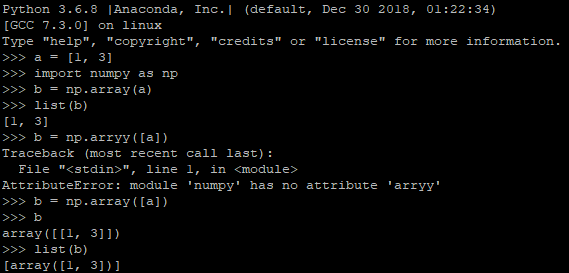 Python 3.6.8 |Anaconda, Inc.| (default, Dec 30 2018, 01:22:34)
[GCC 7.3.0] on linux
Type "help", "copyright", "credits" or "license" for more information.
>>> a = [1, 3]
>>> import numpy as np
>>> b = np.array(a)
>>> list(b)
[1, 3]
>>> b = np.arryy([a])
Traceback (most recent call last):
  File "<stdin>", line 1, in <module>
AttributeError: module 'numpy' has no attribute 'arryy'
>>> b = np.array([a])
>>> b
array([[1, 3]])
>>> list(b)
[array([1, 3])]